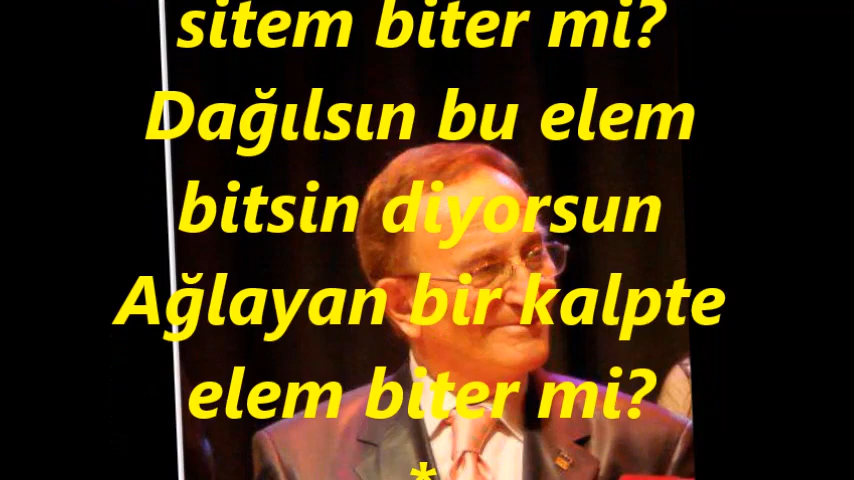 sitem biter mi?
Dağılsın bu elem
bitsin diyorsun
Ağlayan bir kalpte
elem biter mi?
*